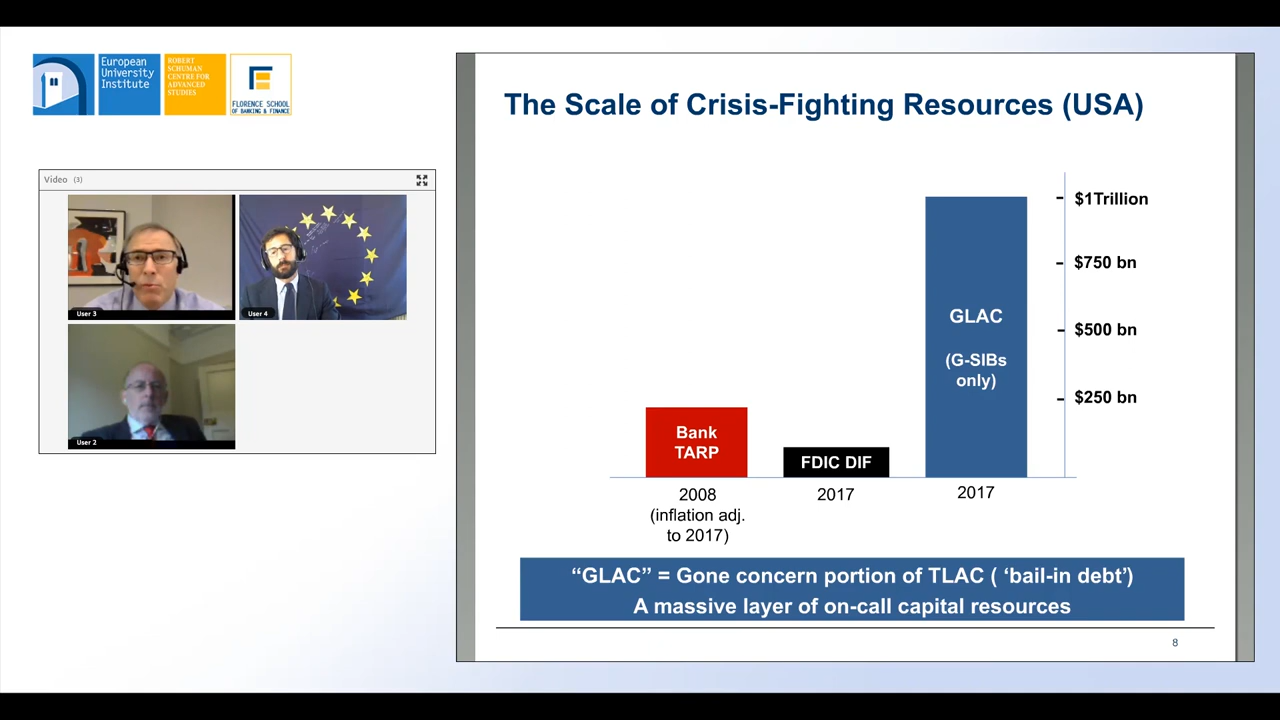 European
University
Institute
ROBERT
SCHUMAN
CENTRE FOR
ADVANCED
STUDIES
FLORENCE SCHOOL
OF BANKING & FINANCE
Video (3)
User 3
User 4
User 2
The Scale of Crisis-Fighting Resources (USA)
$1Trillion
$750 bn
$500 bn
$250 bn
GLAC
(G-SIBs
only)
Bank
TARP
FDIC DIF
2008
(inflation adj.
to 2017)
2017
2017
“GLAC” = Gone concern portion of TLAC ( ‘bail-in debt’)
A massive layer of on-call capital resources
8